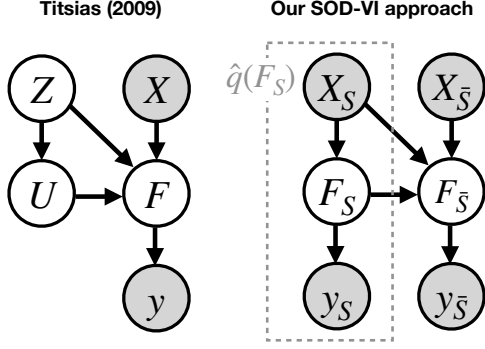 Titsias (2009)
Our SOD-VI approach
Z
X
q̂(F_S)
X_S
X_S̄
U
F
F_S
F_S̄
y
y_S
y_S̄